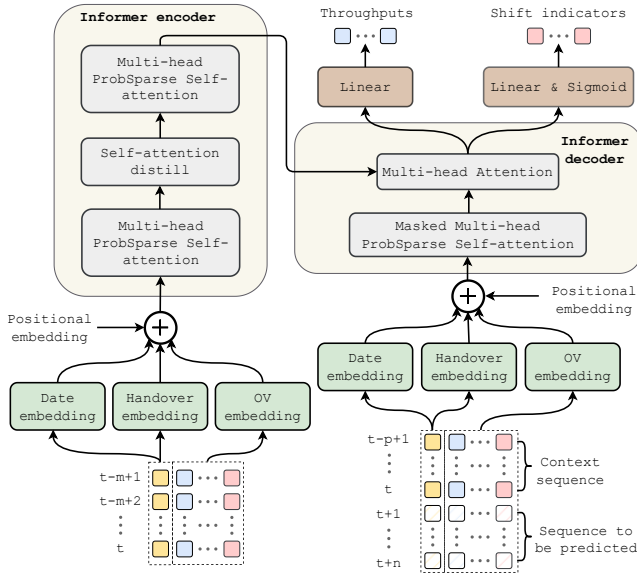 Informer encoder
Multi-head
ProbSparse Self-
attention
Self-attention
distill
Multi-head
ProbSparse Self-
attention
Positional
embedding
+
Date
embedding
Handover
embedding
OV
embedding
t-m+1
t-m+2
t
Throughputs
Shift indicators
Linear
Linear & Sigmoid
Informer
decoder
Multi-head Attention
Masked Multi-head
ProbSparse Self-attention
+
Positional
embedding
Date
embedding
Handover
embedding
OV
embedding
t-p+1
t
t+1
t+n
Context
sequence
Sequence to
be predicted